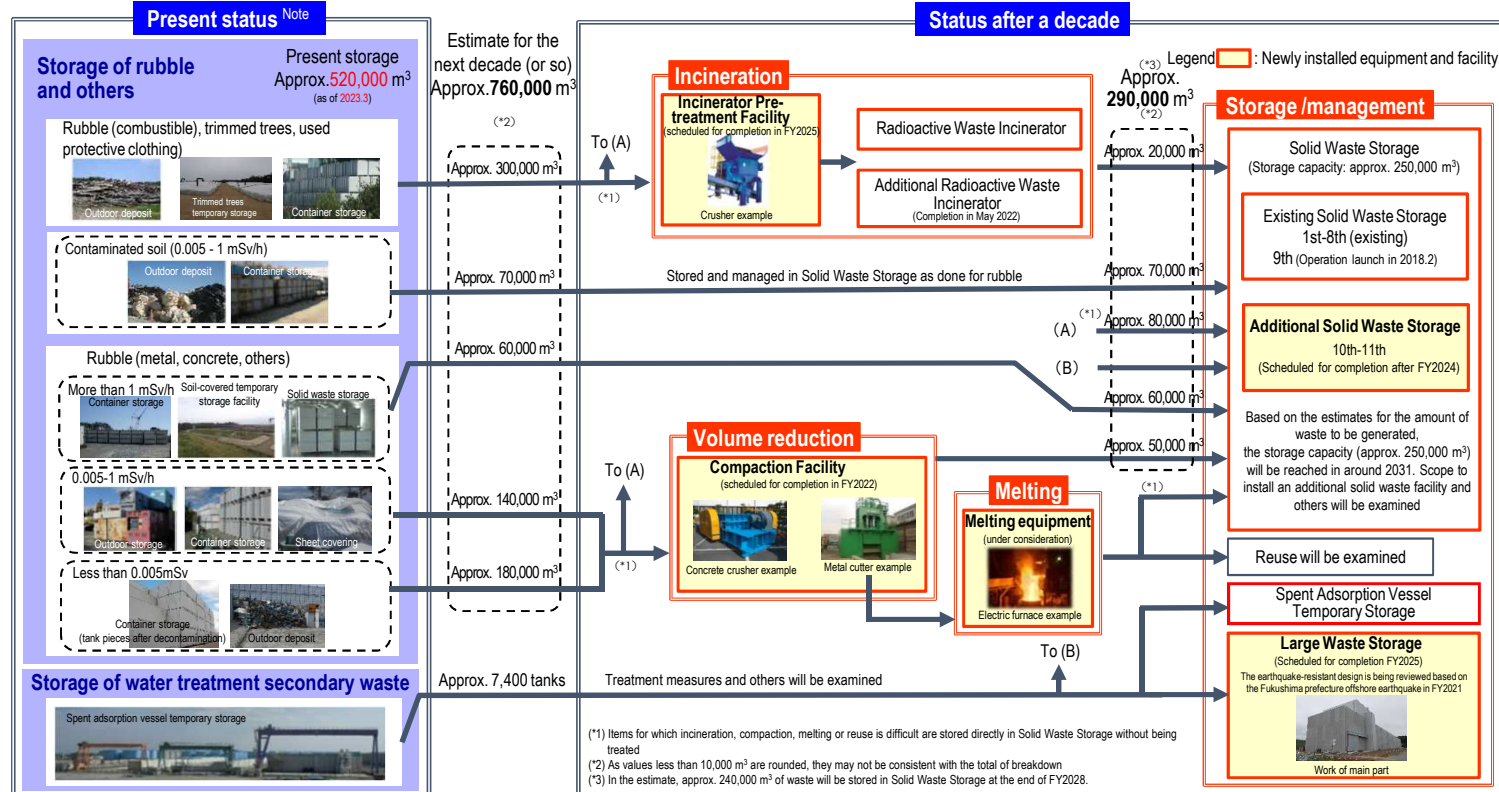 Present status Note
Storage of rubble
and others
Present storage
Approx.520,000 m³
(as of 2023.3)
Rubble (combustible), trimmed trees, used
protective clothing)
Outdoor deposit
Trimmed trees
temporary storage
Container storage
Contaminated soil (0.005 - 1 mSv/h)
Outdoor deposit
Container storage
Rubble (metal, concrete, others)
More than 1 mSv/h
Container storage
Soil-covered temporary
storage facility
Solid waste storage
0.005-1 mSv/h
Outdoor storage
Container storage
Sheet covering
Less than 0.005mSv
Container storage
(tank pieces after decontamination)
Outdoor deposit
Storage of water treatment secondary waste
Spent adsorption vessel temporary storage
Estimate for the
next decade (or so)
Approx.760,000 m³
(*2)
Approx. 300,000 m³
Approx. 70,000 m³
Approx. 60,000 m³
Approx. 140,000 m³
Approx. 180,000 m³
Approx. 7,400 tanks
Status after a decade
Legend : Newly installed equipment and facility
To (A)
(*1)
Incineration
Incinerator Pre-
treatment Facility
(scheduled for completion in FY2025)
Crusher example
Radioactive Waste Incinerator
Additional Radioactive Waste
Incinerator
(Completion in May 2022)
Stored and managed in Solid Waste Storage as done for rubble
To (A)
(*1)
Volume reduction
Compaction Facility
(scheduled for completion in FY2022)
Concrete crusher example
Metal cutter example
Melting
Melting equipment
(under consideration)
Electric furnace example
To (B)
Treatment measures and others will be examined
(*3)
Approx.
290,000 m³
(*2)
Approx. 20,000 m³
Approx. 70,000 m³
(A)
(*1)
Approx. 80,000 m³
(B)
Approx. 60,000 m³
Approx. 50,000 m³
(*1)
Storage /management
Solid Waste Storage
(Storage capacity: approx. 250,000 m³)
Existing Solid Waste Storage
1st-8th (existing)
9th (Operation launch in 2018.2)
Additional Solid Waste Storage
10th-11th
(Scheduled for completion after FY2024)
Based on the estimates for the amount of
waste to be generated,
the storage capacity (approx. 250,000 m³)
will be reached in around 2031. Scope to
install an additional solid waste facility and
others will be examined
Reuse will be examined
Spent Adsorption Vessel
Temporary Storage
Large Waste Storage
(Scheduled for completion FY2025)
The earthquake-resistant design is being reviewed based on
the Fukushima prefecture offshore earthquake in FY2021
Work of main part
(*1) Items for which incineration, compaction, melting or reuse is difficult are stored directly in Solid Waste Storage without being
treated
(*2) As values less than 10,000 m³ are rounded, they may not be consistent with the total of breakdown
(*3) In the estimate, approx. 240,000 m³ of waste will be stored in Solid Waste Storage at the end of FY2028.